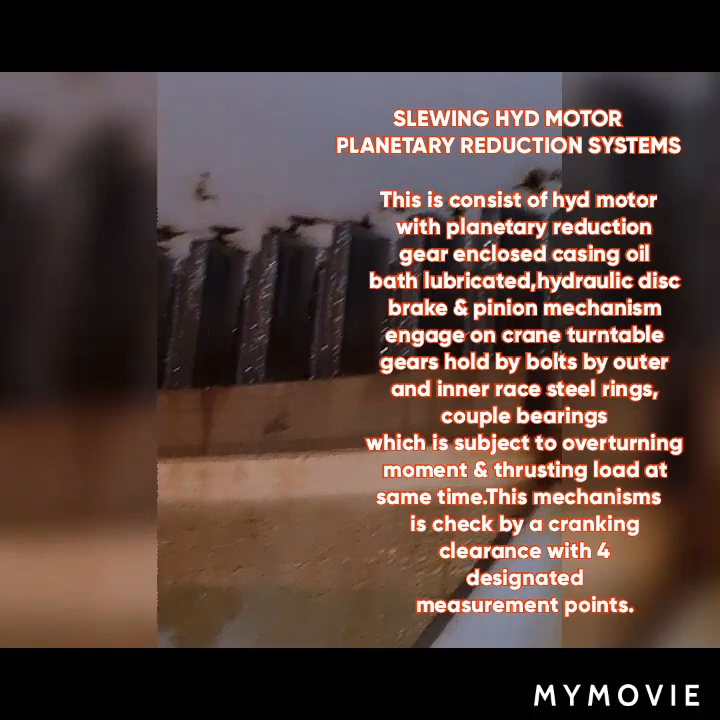 SLEWING HYD MOTOR
PLANETARY REDUCTION SYSTEMS
This is consist of hyd motor
with planetary reduction
gear enclosed casing oil
bath lubricated,hydraulic disc
brake & pinion mechanism
engage on crane turntable
gears hold by bolts by outer
and inner race steel rings,
couple bearings
which is subject to overturning
moment & thrusting load at
same time.This mechanisms
is check by a cranking
clearance with 4
designated
measurement points.
MYMOVIE